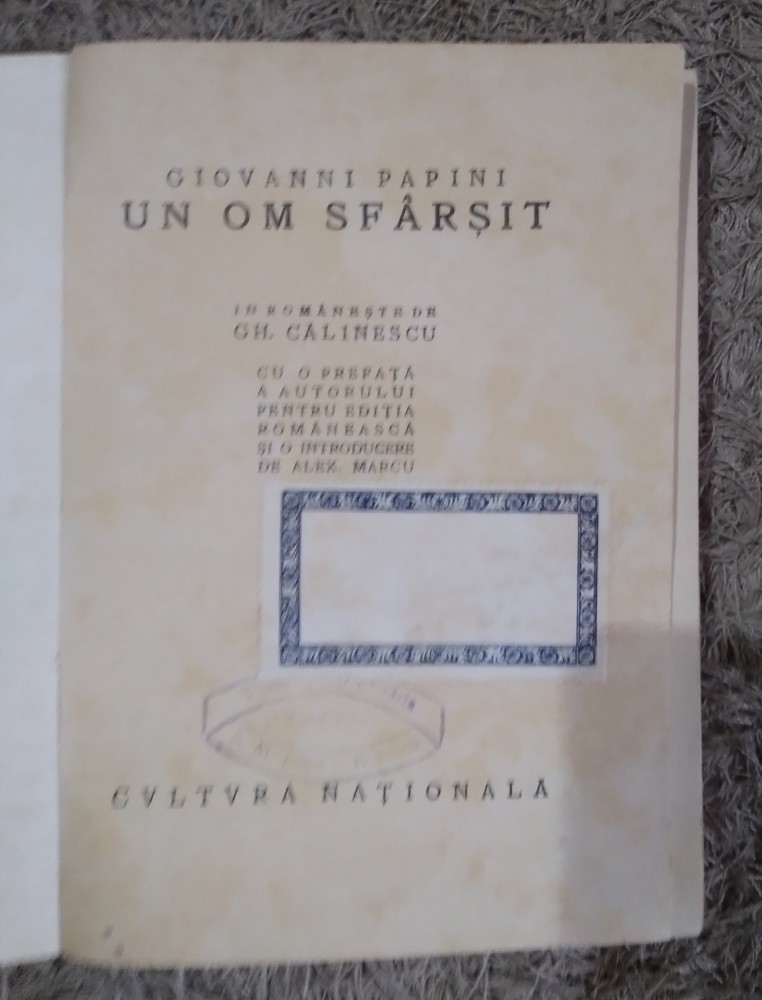 GIOVANNI PAPINI
UN OM SFÂRȘIT
IN ROMÂNEȘTE DE
GH. CĂLINESCU
CU O PREFAȚĂ
A AUTORULUI
PENTRU EDIȚIA
ROMÂNEASCĂ
ȘI O INTRODUCERE
DE ALEX. MARCU
CVLTVRA NAȚIONALĂ